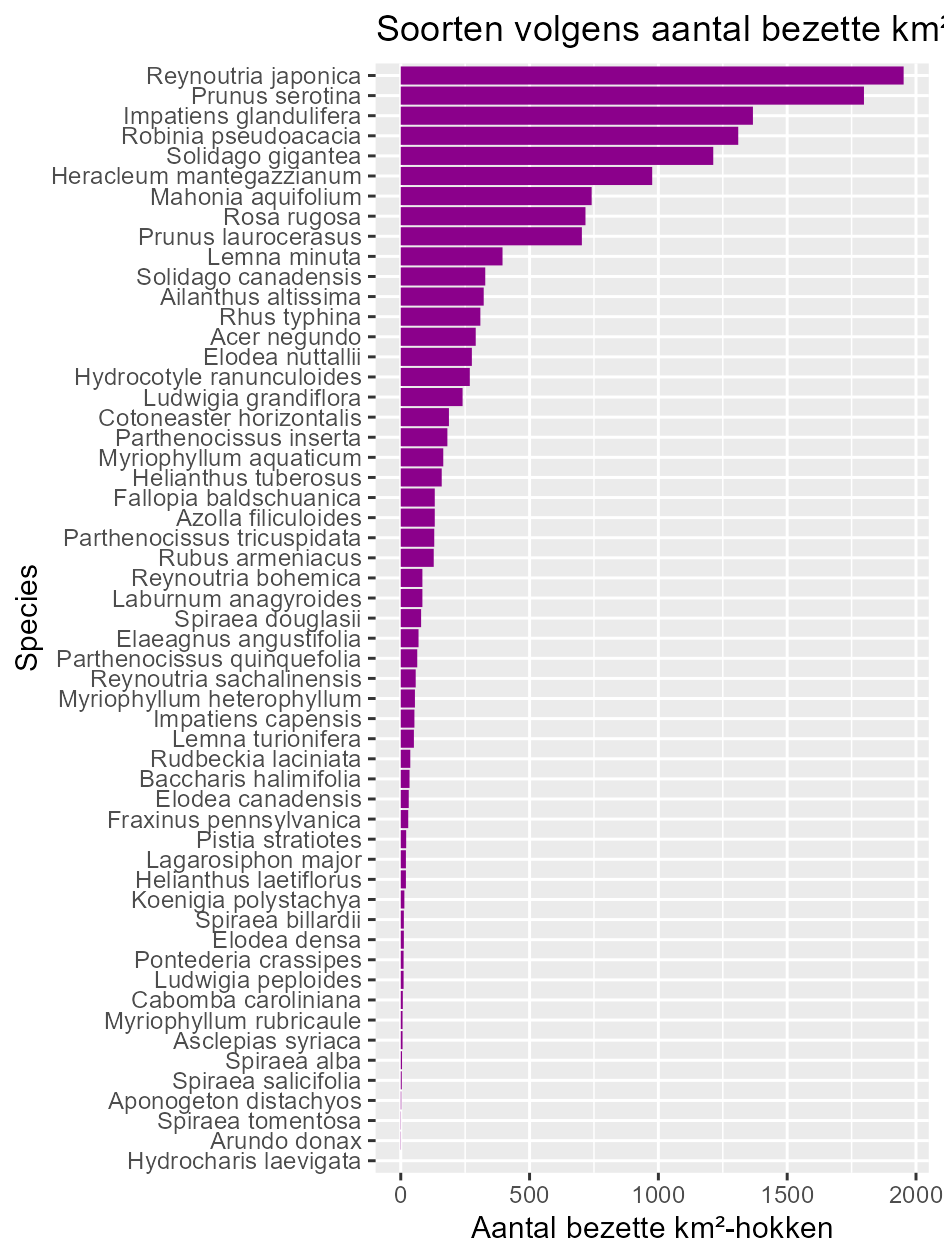 Soorten volgens aantal bezette km²
Reynoutria japonica
Prunus serotina
Impatiens glandulifera
Robinia pseudoacacia
Solidago gigantea
Heracleum mantegazzianum
Mahonia aquifolium
Rosa rugosa
Prunus laurocerasus
Lemna minuta
Solidago canadensis
Ailanthus altissima
Rhus typhina
Acer negundo
Elodea nuttallii
Hydrocotyle ranunculoides
Ludwigia grandiflora
Cotoneaster horizontalis
Parthenocissus inserta
Myriophyllum aquaticum
Helianthus tuberosus
Fallopia baldschuanica
Azolla filiculoides
Parthenocissus tricuspidata
Rubus armeniacus
Reynoutria bohemica
Laburnum anagyroides
Spiraea douglasii
Elaeagnus angustifolia
Parthenocissus quinquefolia
Reynoutria sachalinensis
Myriophyllum heterophyllum
Impatiens capensis
Lemna turionifera
Rudbeckia laciniata
Baccharis halimifolia
Elodea canadensis
Fraxinus pennsylvanica
Pistia stratiotes
Lagarosiphon major
Helianthus laetiflorus
Koenigia polystachya
Spiraea billardii
Elodea densa
Pontederia crassipes
Ludwigia peploides
Cabomba caroliniana
Myriophyllum rubricaule
Asclepias syriaca
Spiraea alba
Spiraea salicifolia
Aponogeton distachyos
Spiraea tomentosa
Arundo donax
Hydrocharis laevigata
Species
0 500 1000 1500 2000
Aantal bezette km²-hokken